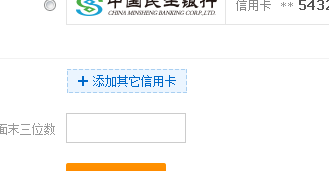 中国民生银行
CHINA MINSHENG BANKING CORP.,LTD.
信用卡 ** 5432
+ 添加其它信用卡
面末三位数